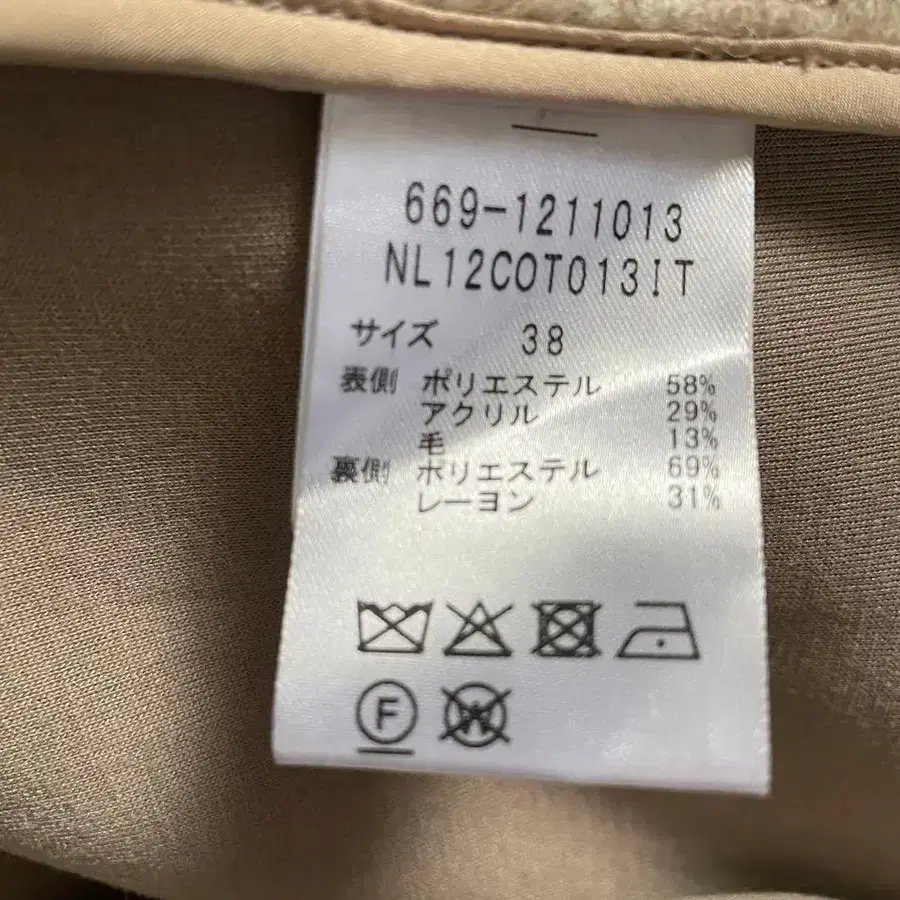 669-1211013
NL12COT013IT
サイズ 38
表側 ポリエステル 58%
アクリル 29%
毛 13%
裏側 ポリエステル 69%
レーヨン 31%
F W